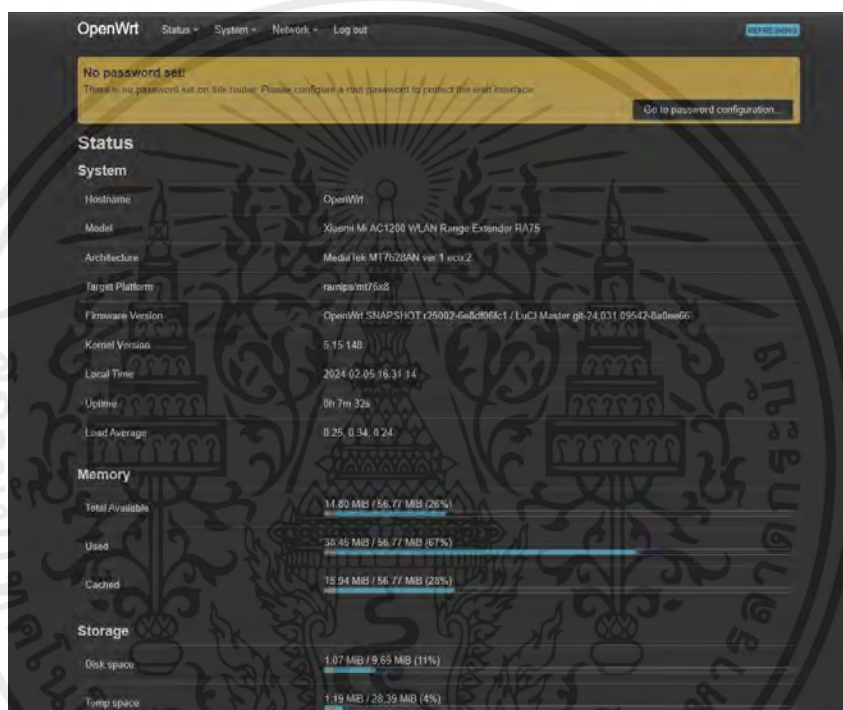 OpenWrt Status System Network Log out REFRESHING
No password set!
There is no password set on this router. Please configure a root password to protect the web interface.
Go to password configuration...
Status
System
Hostname OpenWrt
Model Xiaomi Mi AC1200 WLAN Range Extender RA75
Architecture MediaTek MT7628AN ver:1 eco:2
Target Platform ramips/mt76x8
Firmware Version OpenWrt SNAPSHOT / LuCI Master
Kernel Version 5.15.148
Local Time 2024-02-05 16:31:14
Uptime 0h 7m 32s
Load Average 0.25, 0.34, 0.24
Memory
Total Available 14.80 MiB / 56.77 MiB (26%)
Used 38.45 MiB / 56.77 MiB (67%)
Cached 15.94 MiB / 56.77 MiB (28%)
Storage
Disk space 1.07 MiB / 9.69 MiB (11%)
Temp space 1.19 MiB / 28.39 MiB (4%)